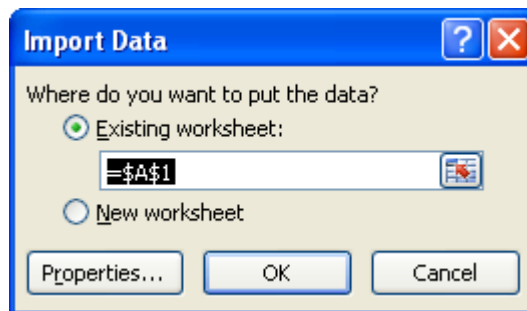 Import Data ?
Where do you want to put the data?
Existing worksheet:
=$A$1
New worksheet
Properties... OK Cancel